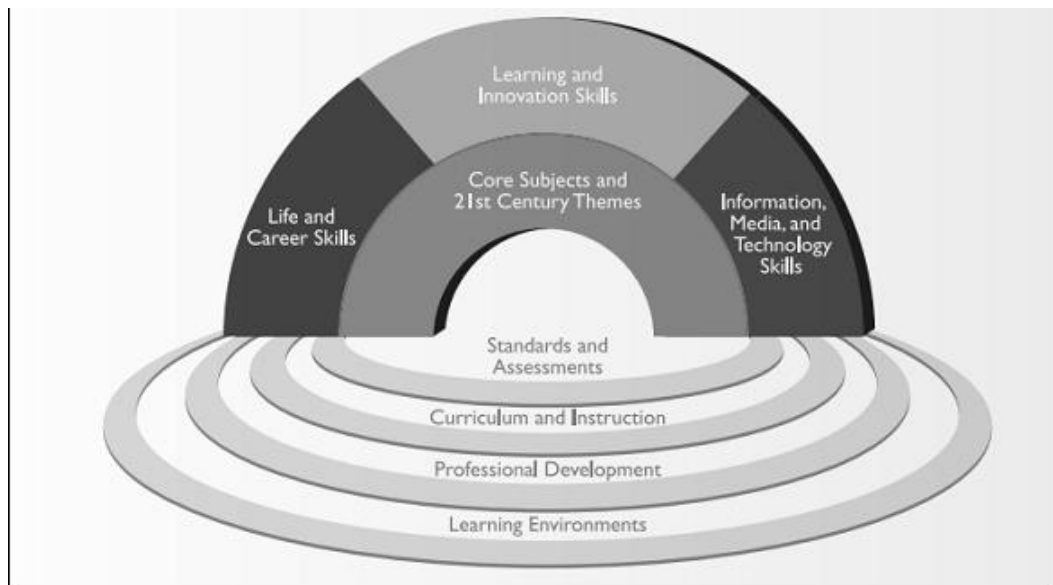 Learning and
Innovation Skills
Core Subjects and
21st Century Themes
Life and
Career Skills
Information,
Media, and
Technology
Skills
Standards and
Assessments
Curriculum and Instruction
Professional Development
Learning Environments